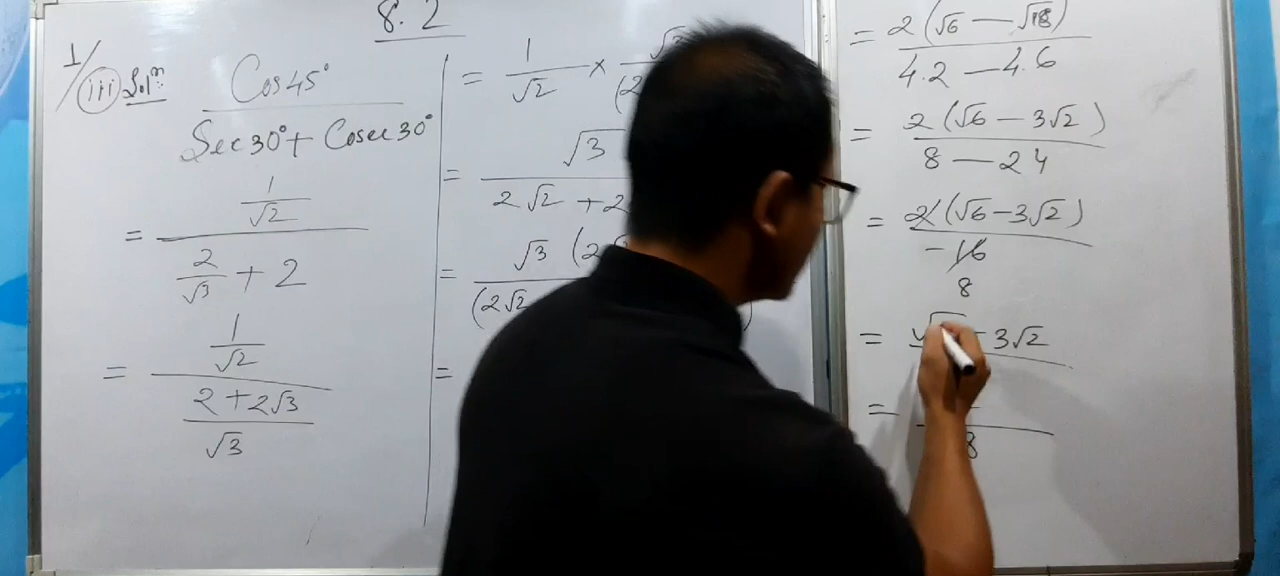 8.2
1/
(iii) Solⁿ:
Cos45°
Sec30° + Cosec30°
= 1/√2
2/√3 + 2
= 1/√2
2 + 2√3
√3
= 1/√2 ×
= √3
2√2 + 2
= √3 (2
(2√2
=
= 2(√6 − √18)
4.2 − 4.6
= 2(√6 − 3√2)
8 − 24
= 2(√6 − 3√2)
−16
8
= − 3√2
=
8